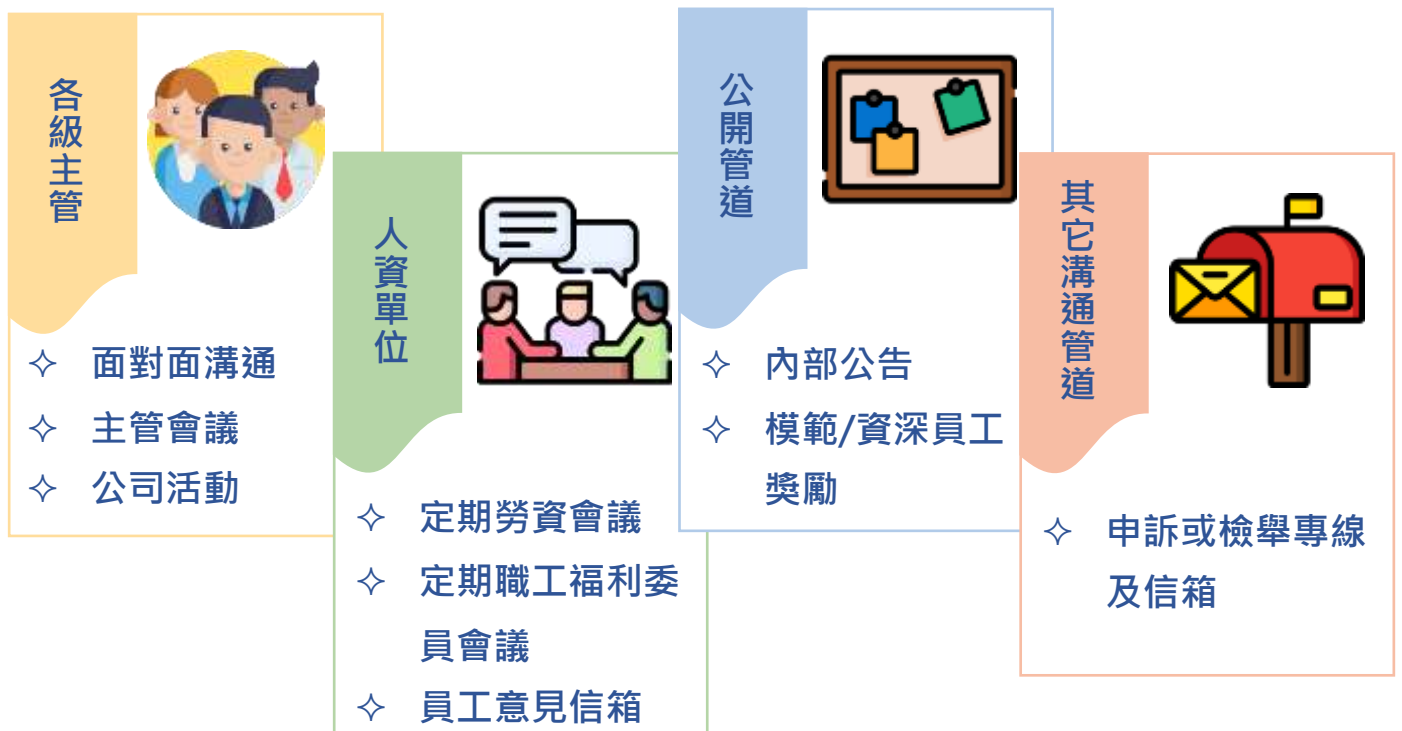 各級主管
✧ 面對面溝通
✧ 主管會議
✧ 公司活動
人資單位
✧ 定期勞資會議
✧ 定期職工福利委
員會議
✧ 員工意見信箱
公開管道
✧ 內部公告
✧ 模範/資深員工
獎勵
其它溝通管道
✧ 申訴或檢舉專線
及信箱